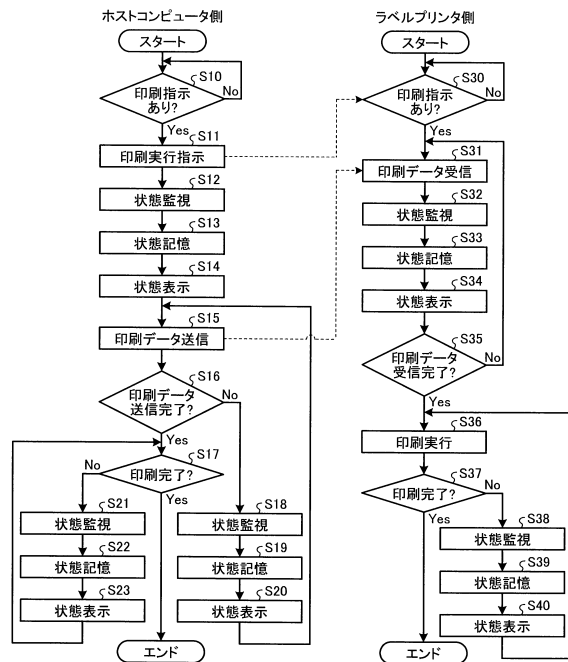 ホストコンピュータ側
スタート
S10
印刷指示
あり?
No
Yes
S11
印刷実行指示
S12
状態監視
S13
状態記憶
S14
状態表示
S15
印刷データ送信
S16
印刷データ
送信完了?
No
Yes
S17
印刷完了?
No
Yes
S21
状態監視
S22
状態記憶
S23
状態表示
S18
状態監視
S19
状態記憶
S20
状態表示
エンド
ラベルプリンタ側
スタート
S30
印刷指示
あり?
No
Yes
S31
印刷データ受信
S32
状態監視
S33
状態記憶
S34
状態表示
S35
印刷データ
受信完了?
No
Yes
S36
印刷実行
S37
印刷完了?
No
Yes
S38
状態監視
S39
状態記憶
S40
状態表示
エンド